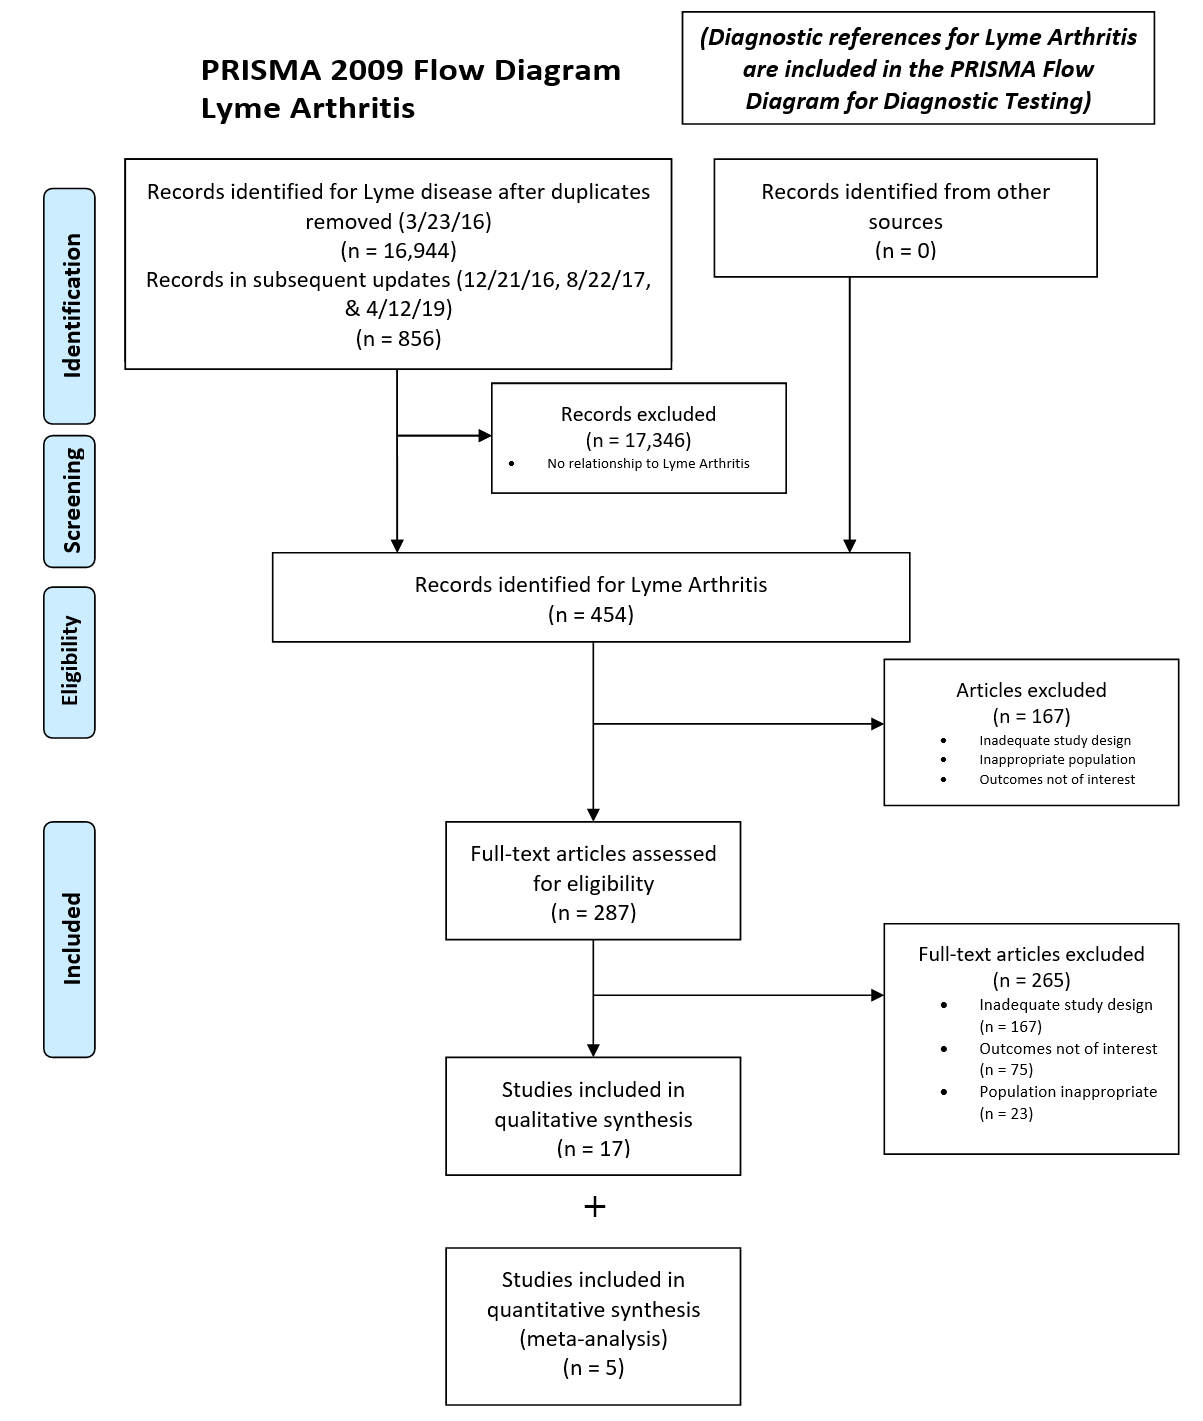 PRISMA 2009 Flow Diagram
Lyme Arthritis
(Diagnostic references for Lyme Arthritis
are included in the PRISMA Flow
Diagram for Diagnostic Testing)
Identification
Records identified for Lyme disease after duplicates
removed (3/23/16)
(n = 16,944)
Records in subsequent updates (12/21/16, 8/22/17,
& 4/12/19)
(n = 856)
Records identified from other
sources
(n = 0)
Screening
Records excluded
(n = 17,346)
• No relationship to Lyme Arthritis
Records identified for Lyme Arthritis
(n = 454)
Eligibility
Articles excluded
(n = 167)
• Inadequate study design
• Inappropriate population
• Outcomes not of interest
Included
Full-text articles assessed
for eligibility
(n = 287)
Full-text articles excluded
(n = 265)
• Inadequate study design
(n = 167)
• Outcomes not of interest
(n = 75)
• Population inappropriate
(n = 23)
Studies included in
qualitative synthesis
(n = 17)
+
Studies included in
quantitative synthesis
(meta-analysis)
(n = 5)